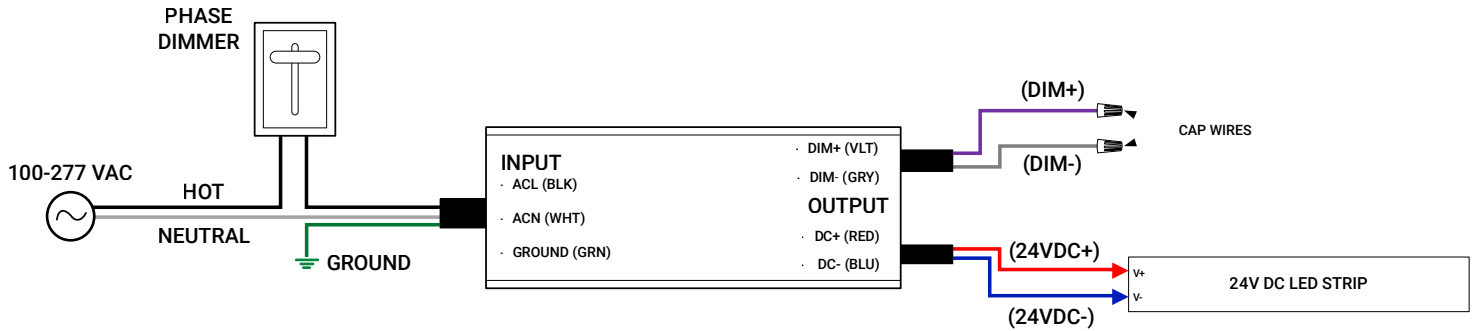 PHASE
DIMMER
100-277 VAC
HOT
NEUTRAL
GROUND
INPUT
· ACL (BLK)
· ACN (WHT)
· GROUND (GRN)
· DIM+ (VLT)
· DIM- (GRY)
OUTPUT
· DC+ (RED)
· DC- (BLU)
(DIM+)
(DIM-)
CAP WIRES
(24VDC+)
(24VDC-)
V+
V-
24V DC LED STRIP